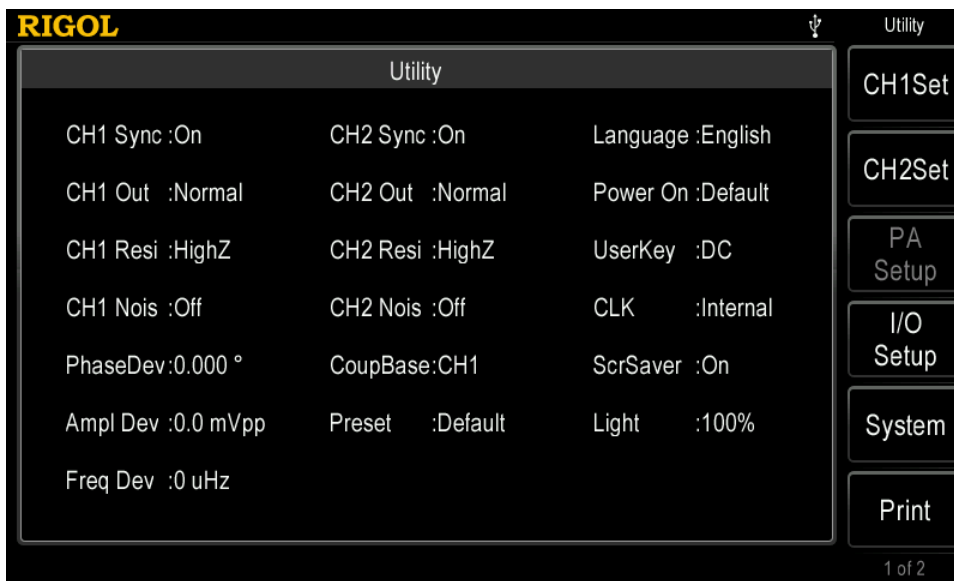 RIGOL Utility
Utility
CH1 Sync :On CH2 Sync :On Language :English
CH1 Out :Normal CH2 Out :Normal Power On :Default
CH1 Resi :HighZ CH2 Resi :HighZ UserKey :DC
CH1 Nois :Off CH2 Nois :Off CLK :Internal
PhaseDev:0.000 ° CoupBase:CH1 ScrSaver :On
Ampl Dev :0.0 mVpp Preset :Default Light :100%
Freq Dev :0 uHz
CH1Set
CH2Set
PA
Setup
I/O
Setup
System
Print
1 of 2